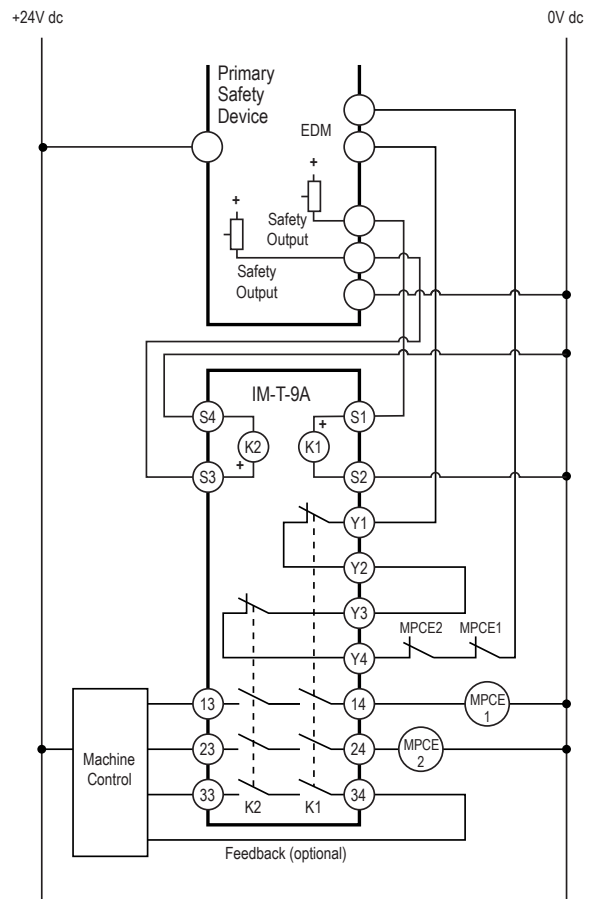 +24V dc
0V dc
Primary
Safety
Device
EDM
+
+
Safety
Output
Safety
Output
IM-T-9A
S4
S1
+
K2
K1
+
S3
S2
Y1
Y2
Y3
MPCE2
MPCE1
Y4
13
14
MPCE
1
23
24
MPCE
2
Machine
Control
33
K2
K1
34
Feedback (optional)